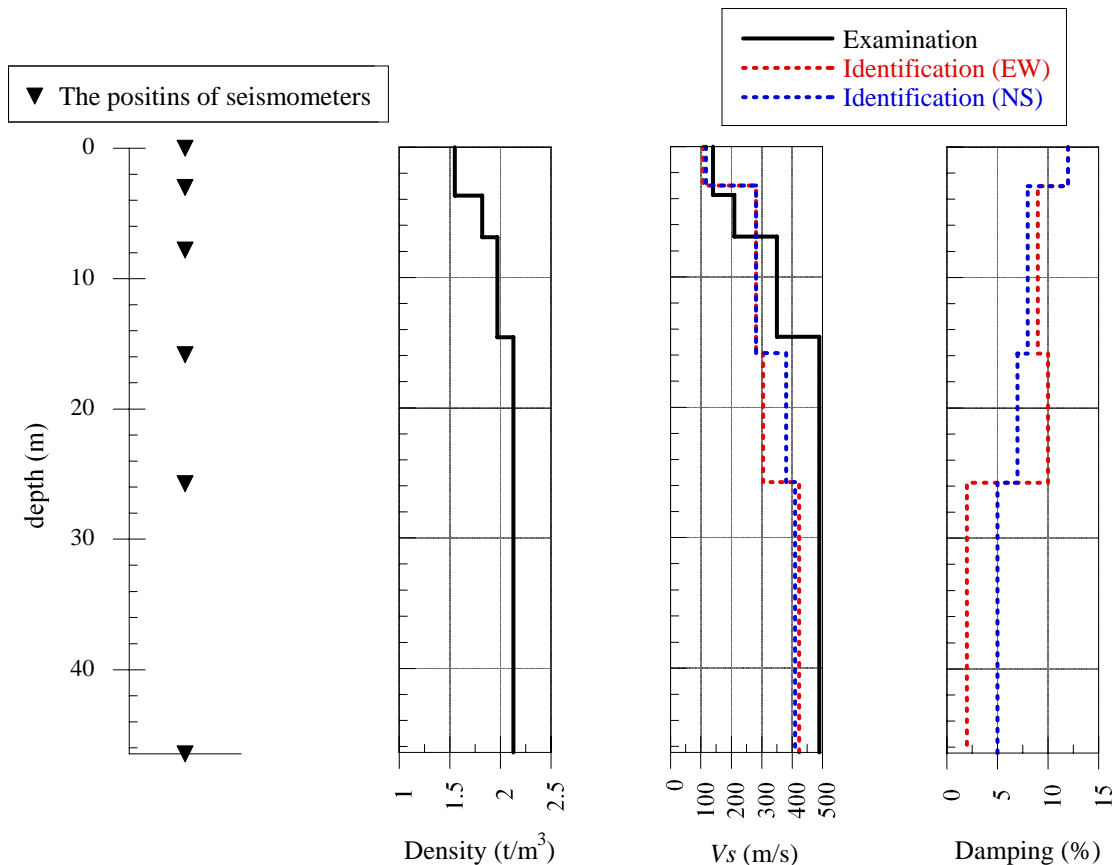 Examination
Identification (EW)
Identification (NS)
▼ The positins of seismometers
0
10
20
30
40
depth (m)
1
1.5
2
2.5
Density (t/m³)
0
100
200
300
400
500
Vs (m/s)
0
5
10
15
Damping (%)